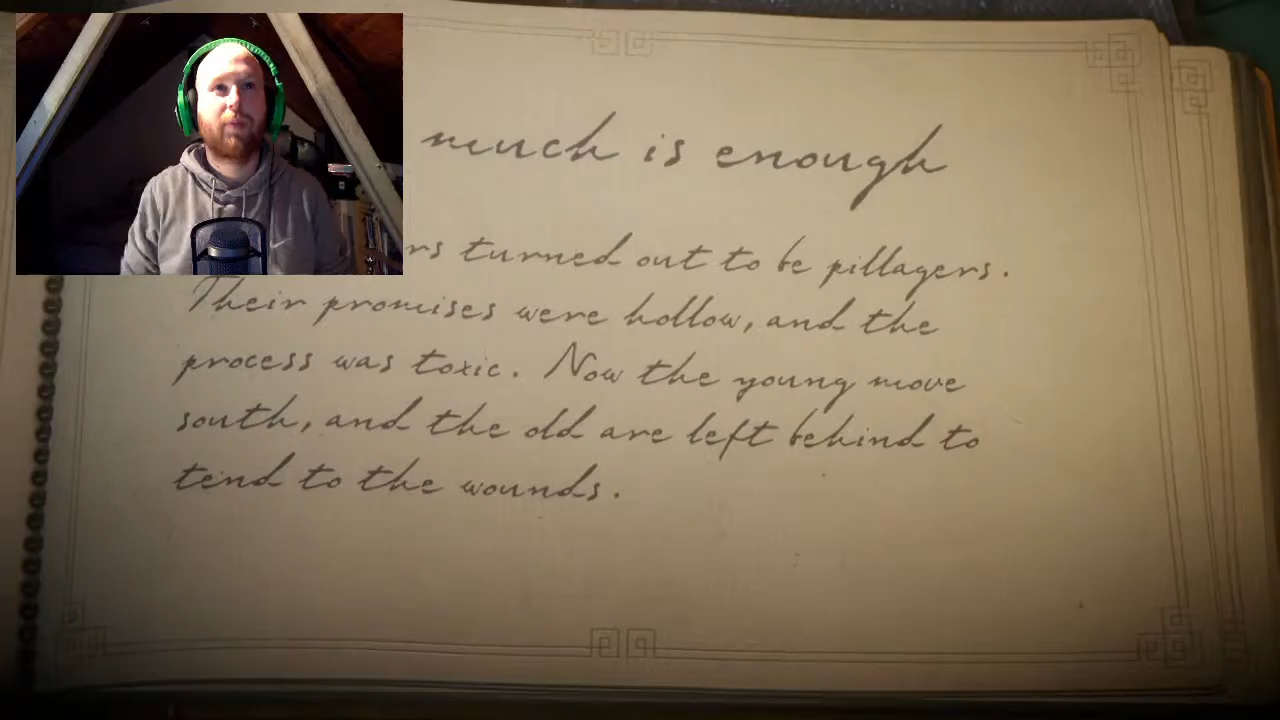 much is enough
rs turned out to be pillagers.
Their promises were hollow, and the
process was toxic. Now the young move
south, and the old are left behind to
tend to the wounds.